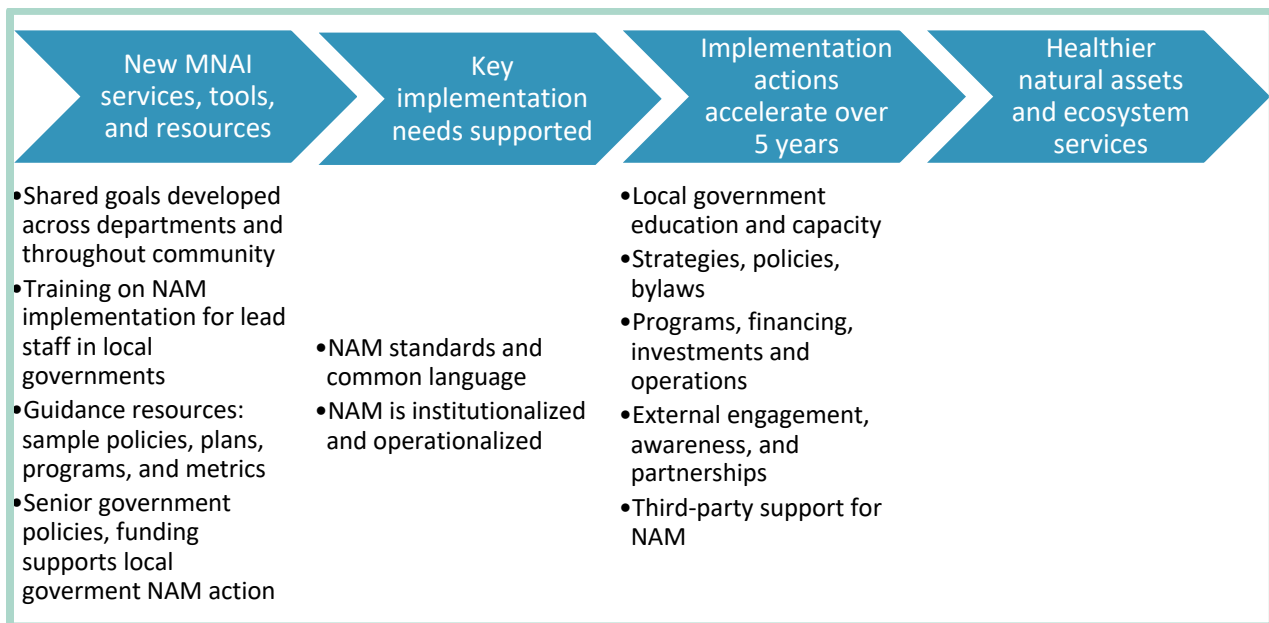 New MNAI
services, tools,
and resources
Key
implementation
needs supported
Implementation
actions
accelerate over
5 years
Healthier
natural assets
and ecosystem
services
•Shared goals developed
across departments and
throughout community
•Training on NAM
implementation for lead
staff in local
governments
•Guidance resources:
sample policies, plans,
programs, and metrics
•Senior government
policies, funding
supports local
goverment NAM action
•NAM standards and
common language
•NAM is institutionalized
and operationalized
•Local government
education and capacity
•Strategies, policies,
bylaws
•Programs, financing,
investments and
operations
•External engagement,
awareness, and
partnerships
•Third-party support for
NAM